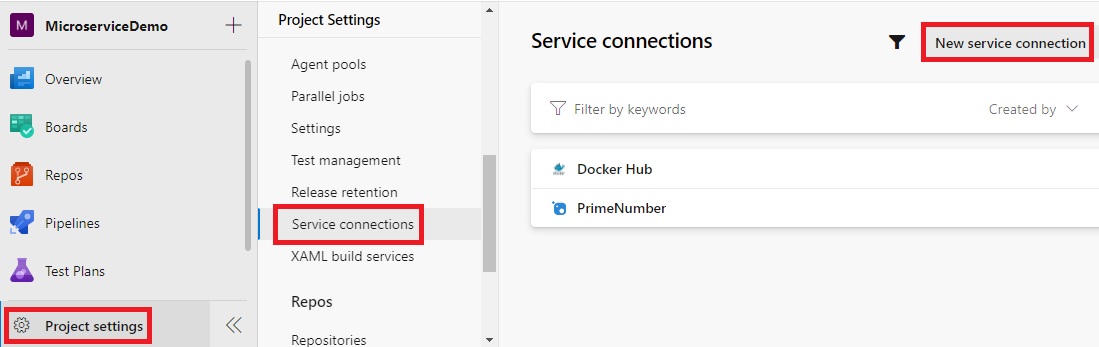 M MicroserviceDemo
Overview
Boards
Repos
Pipelines
Test Plans
Project settings
Project Settings
Agent pools
Parallel jobs
Settings
Test management
Release retention
Service connections
XAML build services
Repos
Repositories
Service connections
New service connection
Filter by keywords
Created by
Docker Hub
PrimeNumber